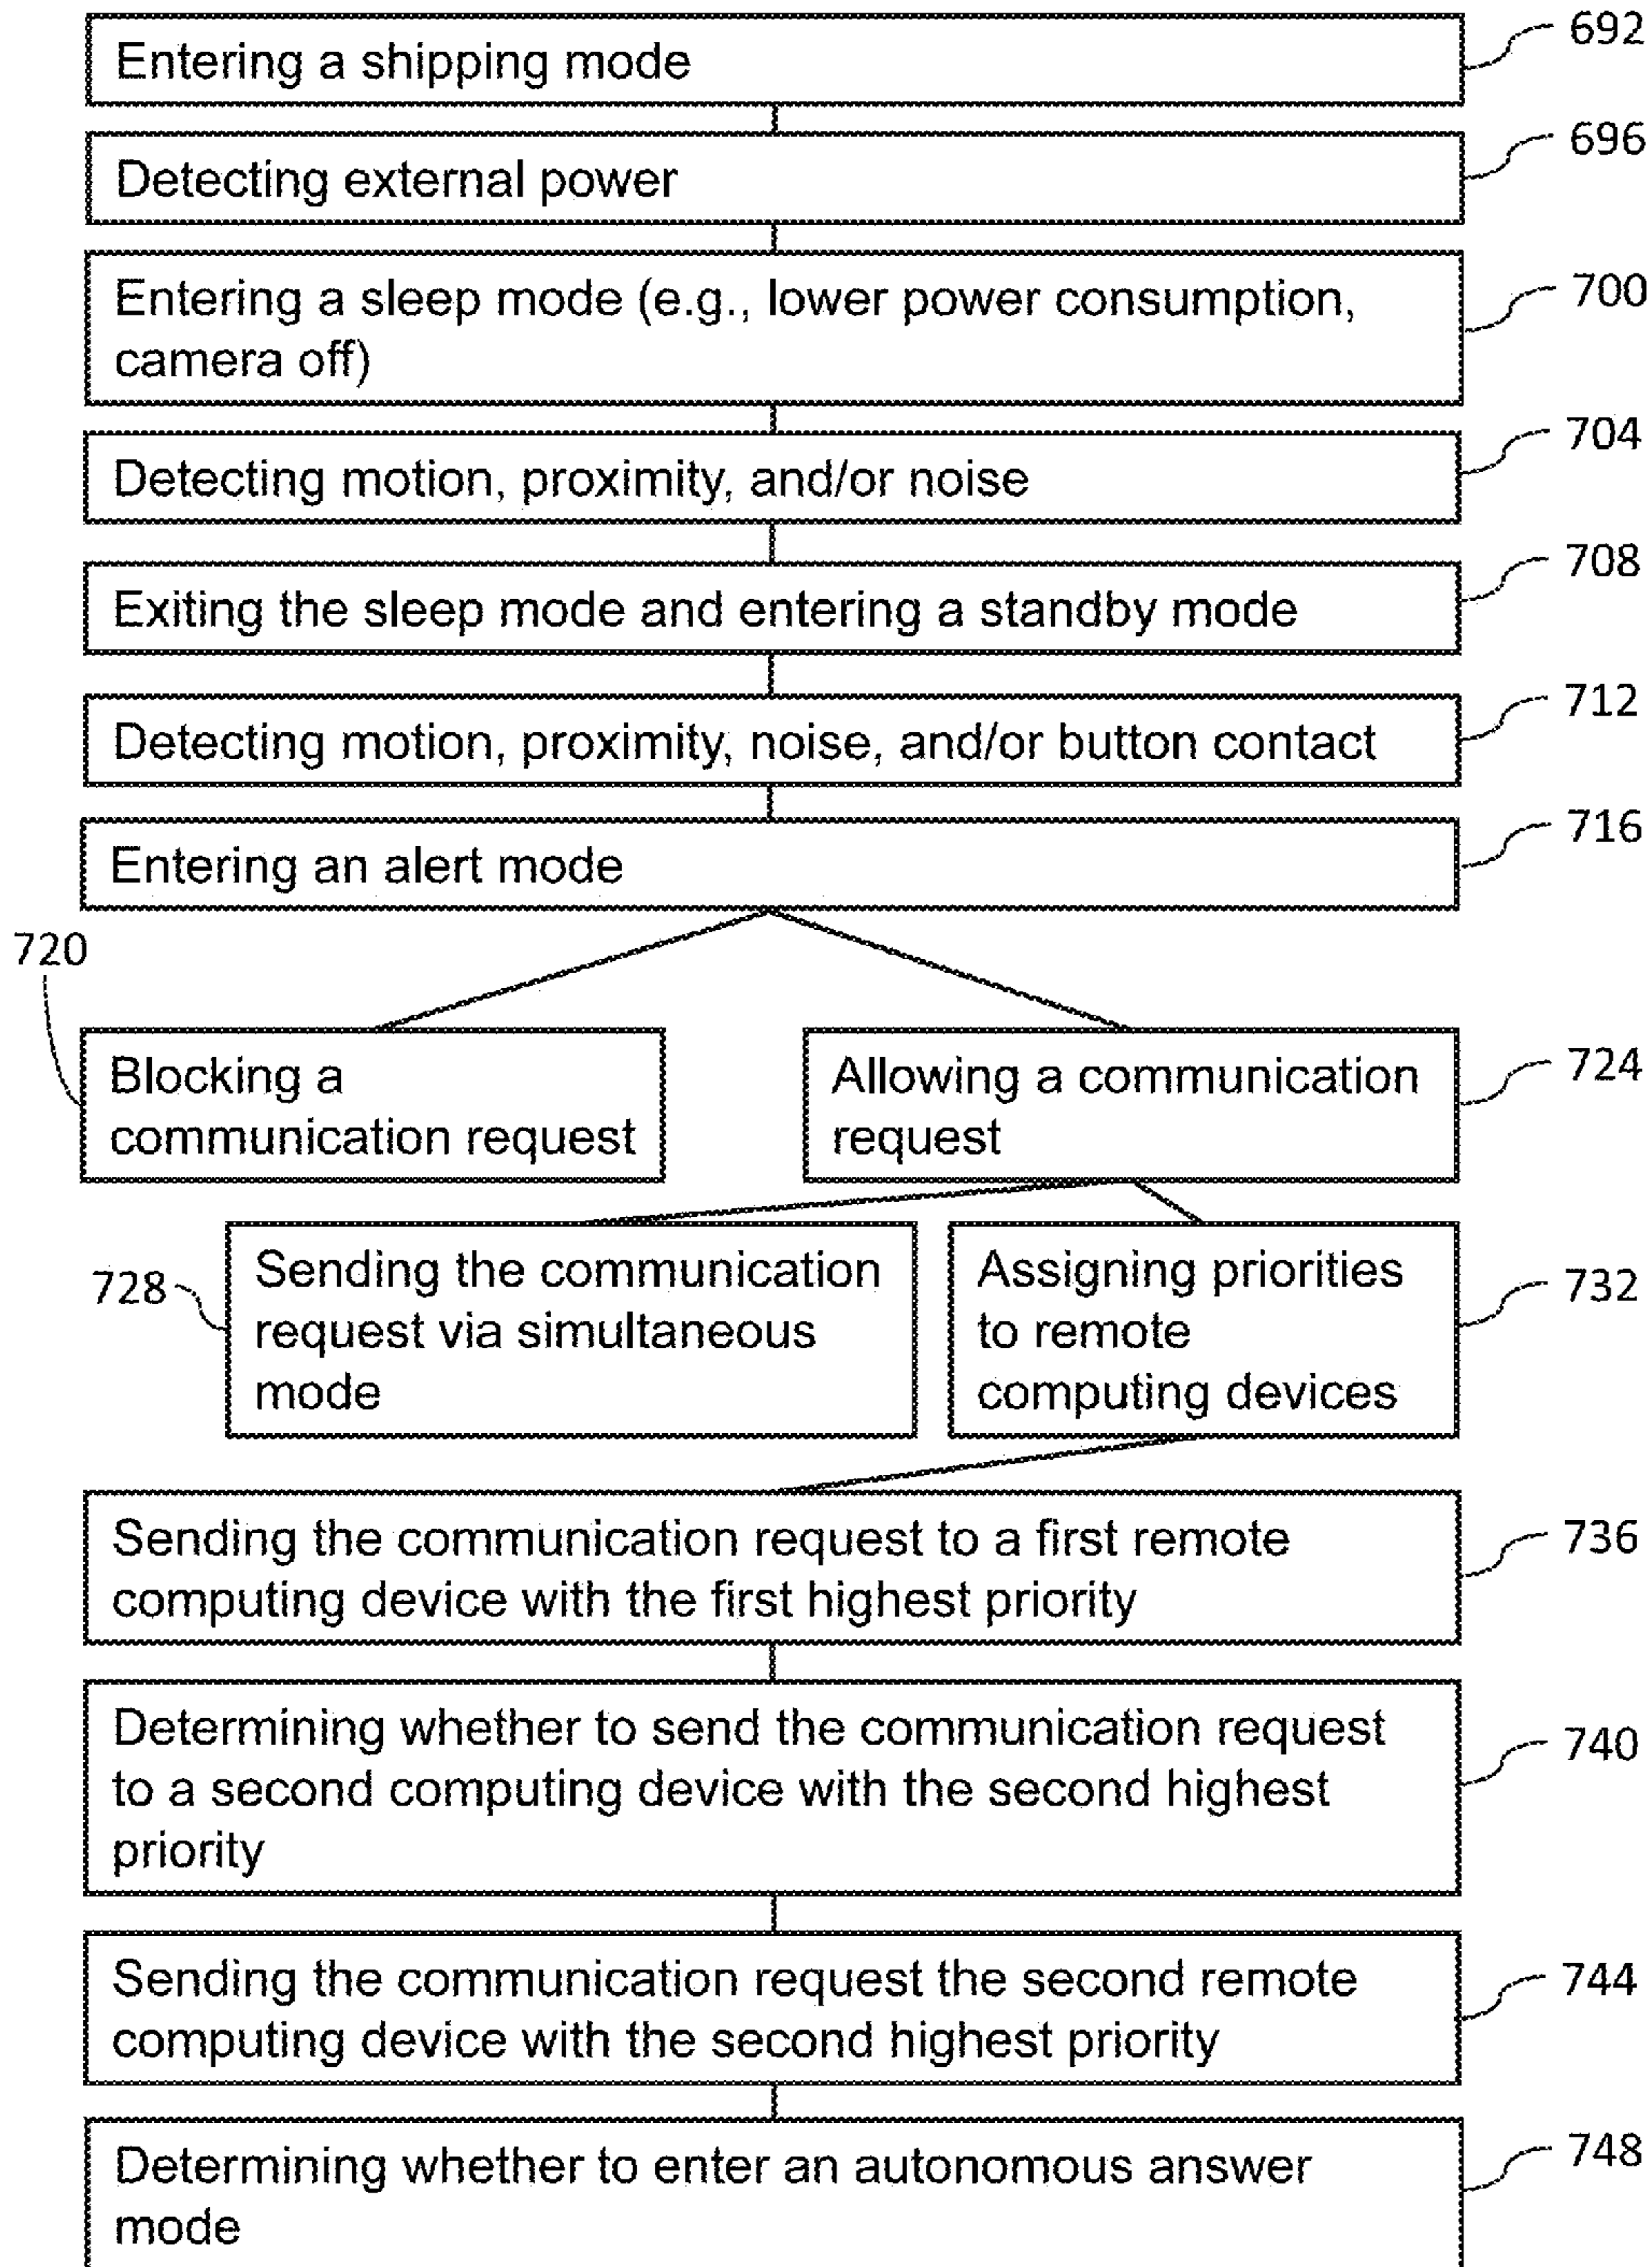 Entering a shipping mode
692
Detecting external power
696
Entering a sleep mode (e.g., lower power consumption,
camera off)
700
Detecting motion, proximity, and/or noise
704
Exiting the sleep mode and entering a standby mode
708
Detecting motion, proximity, noise, and/or button contact
712
Entering an alert mode
716
720
Blocking a
communication request
Allowing a communication
request
724
728
Sending the communication
request via simultaneous
mode
Assigning priorities
to remote
computing devices
732
Sending the communication request to a first remote
computing device with the first highest priority
736
Determining whether to send the communication request
to a second computing device with the second highest
priority
740
Sending the communication request the second remote
computing device with the second highest priority
744
Determining whether to enter an autonomous answer
mode
748